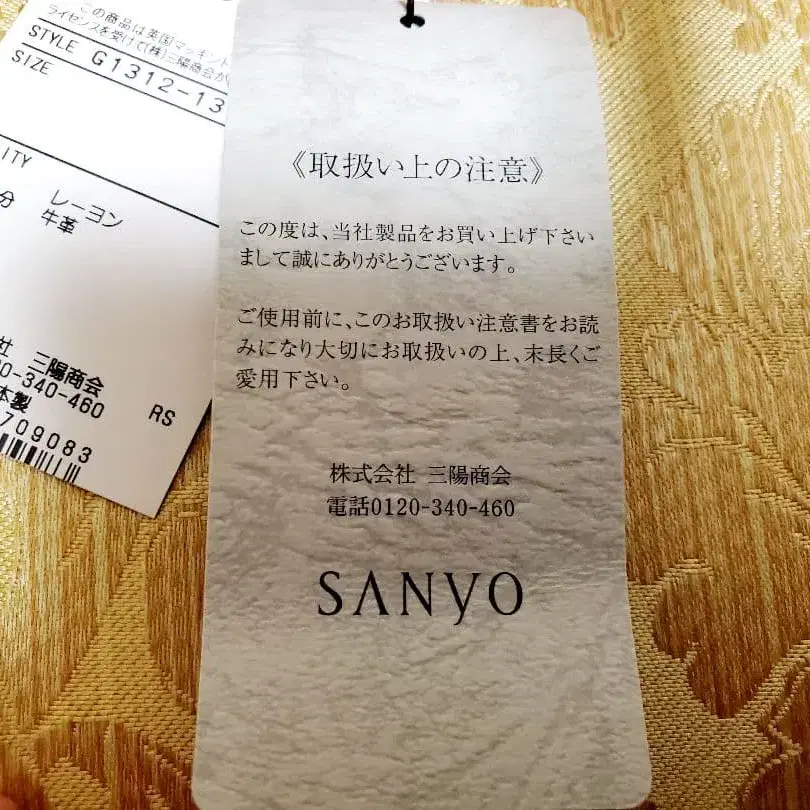 この商品は英国マッキント
ライセンスを受けて(株)三陽商会が
STYLE G1312-13
SIZE
ITY
分 レーヨン
牛革
社 三陽商会
0-340-460
本製 RS
709083
《取扱い上の注意》
この度は、当社製品をお買い上げ下さい
まして誠にありがとうございます。
ご使用前に、このお取扱い注意書をお読
みになり大切にお取扱いの上、末長くご
愛用下さい。
株式会社 三陽商会
電話0120-340-460
SANYO